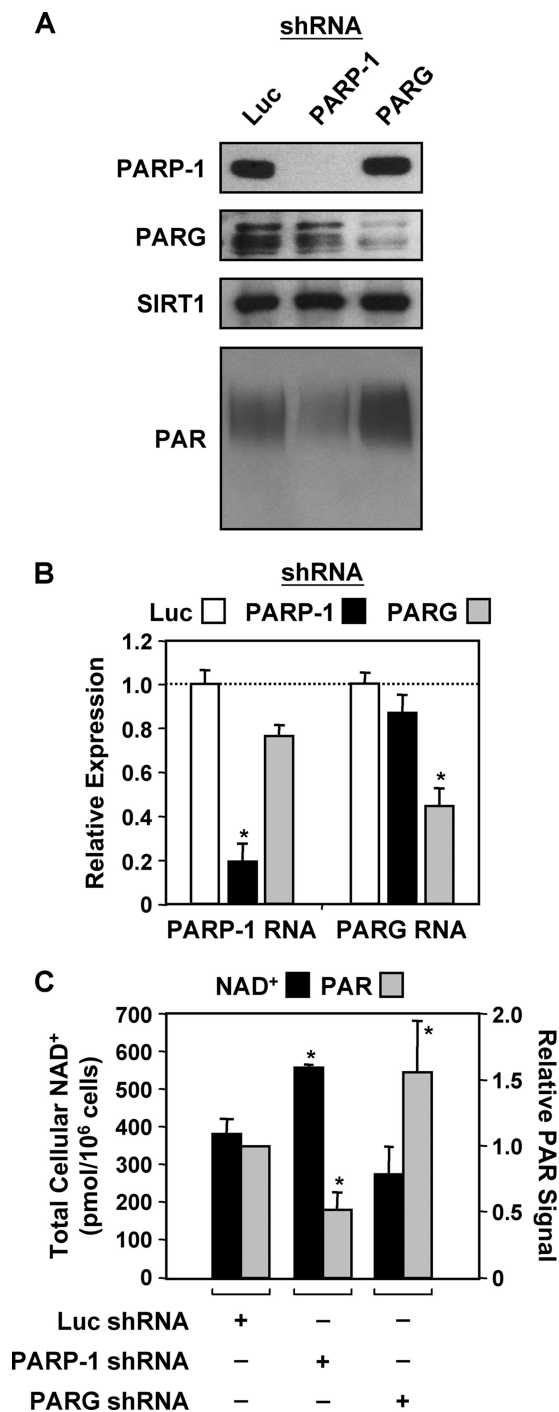 A
shRNA
Luc PARP-1 PARG
PARP-1
PARG
SIRT1
PAR
B
shRNA
Luc PARP-1 PARG
Relative Expression
1.2
1.0
0.8
0.6
0.4
0.2
0
*
*
PARP-1 RNA PARG RNA
C
NAD+ PAR
Total Cellular NAD+
(pmol/10^6 cells)
700
600
500
400
300
200
100
0
*
*
*
2.0
1.5
1.0
0.5
0
Relative PAR Signal
Luc shRNA + – –
PARP-1 shRNA – + –
PARG shRNA – – +